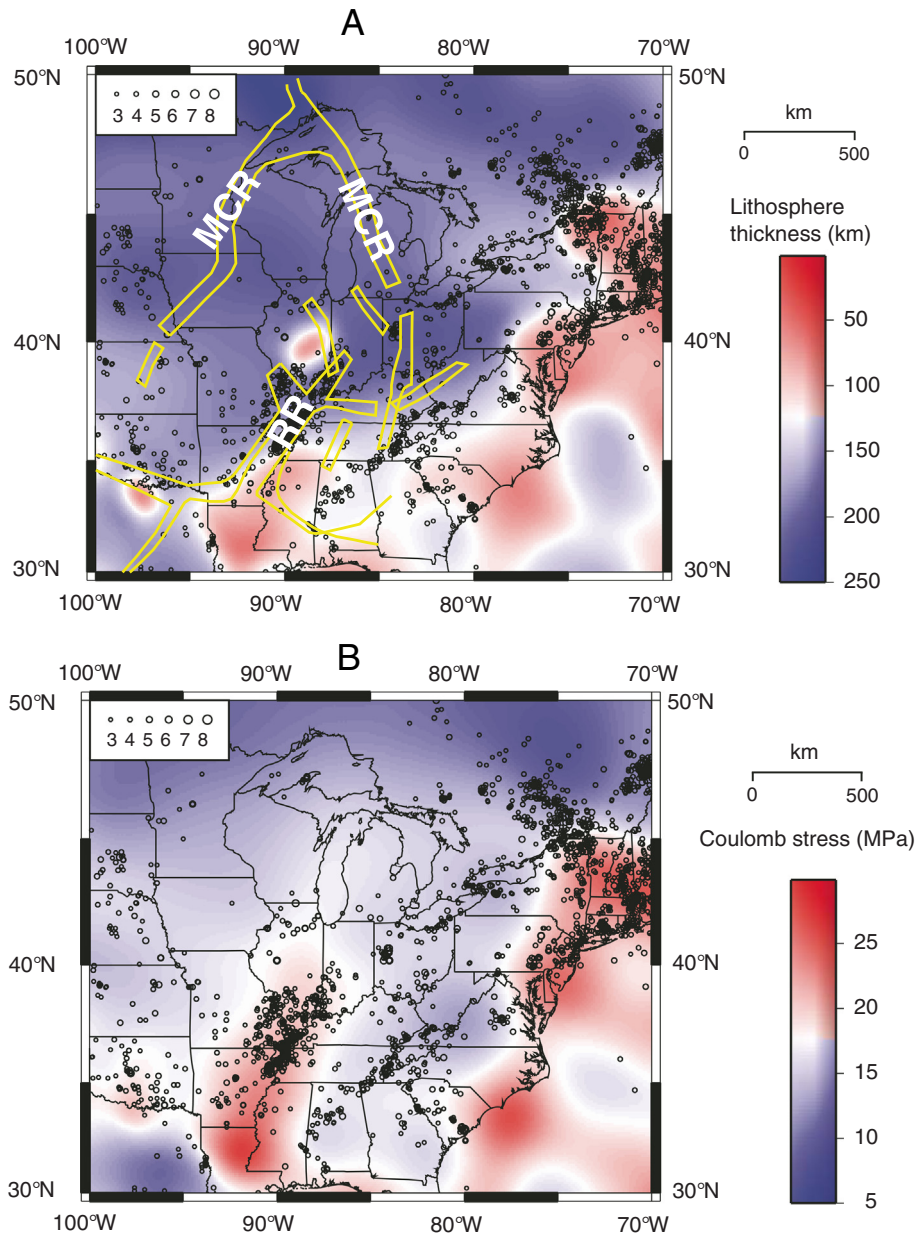 A
100°W 90°W 80°W 70°W
50°N 50°N
3 4 5 6 7 8
km
0 500
MCR MCR
Lithosphere
thickness (km)
50
40°N 40°N
100
RR
150
200
30°N 30°N
250
100°W 90°W 80°W 70°W
B
100°W 90°W 80°W 70°W
50°N 50°N
3 4 5 6 7 8
km
0 500
Coulomb stress (MPa)
25
40°N 40°N
20
15
10
30°N 30°N
5
100°W 90°W 80°W 70°W